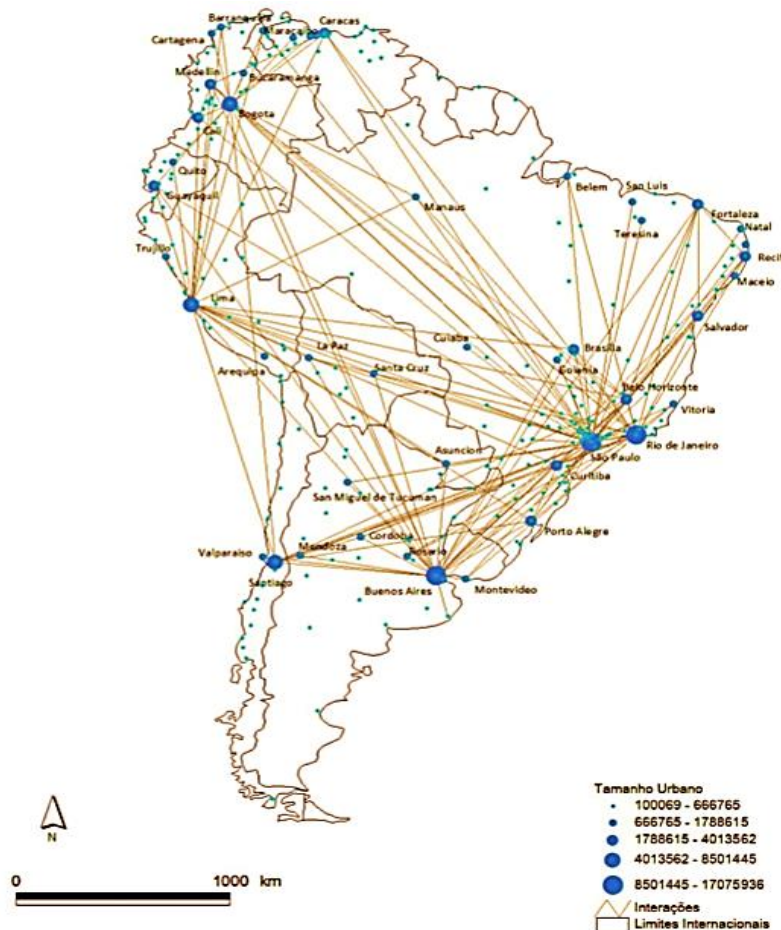 Barranquilla
Caracas
Cartagena
Maracaibo
Medellin
Bucaramanga
Bogota
Cali
Quito
Guayaquil
Belem
Sao Luis
Manaus
Fortaleza
Teresina
Natal
Trujillo
Recif
Maceio
Lima
Salvador
La Paz
Cuiaba
Brasilia
Arequipa
Santa Cruz
Goienia
Belo Horizonte
Vitoria
Asuncion
Rio de Janeiro
São Paulo
San Miguel de Tucuman
Curitiba
Cordoba
Porto Alegre
Valparaiso
Mendoza
Rosario
Santiago
Buenos Aires
Montevideo
Tamanho Urbano
100069 - 666765
666765 - 1788615
1788615 - 4013562
4013562 - 8501445
8501445 - 17075936
N
0 1000 km
Interações
Limites Internacionais